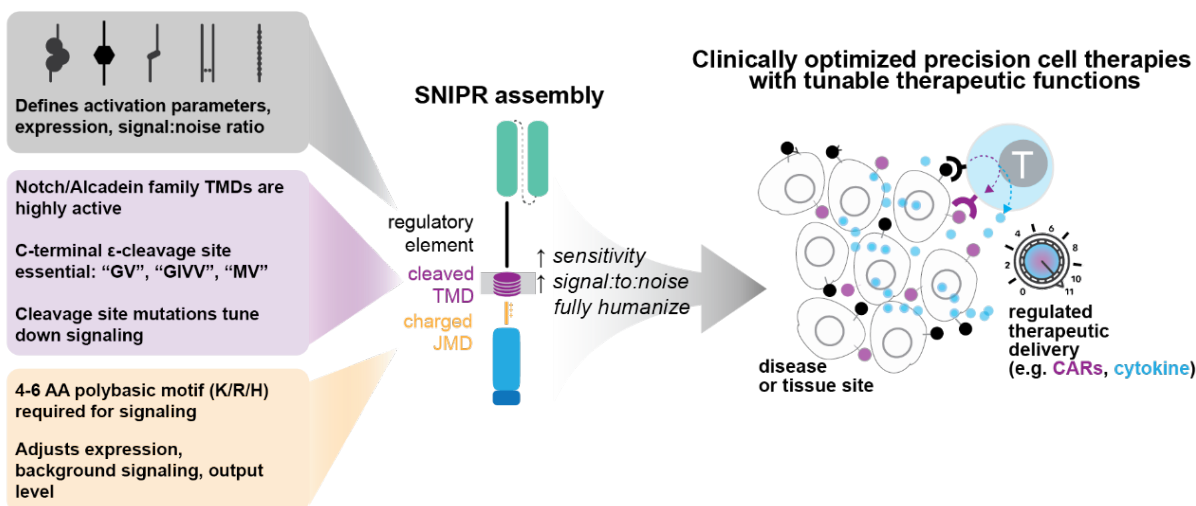 Defines activation parameters,
expression, signal:noise ratio
Notch/Alcadein family TMDs are
highly active
C-terminal ε-cleavage site
essential: “GV”, “GIVV”, “MV”
Cleavage site mutations tune
down signaling
4-6 AA polybasic motif (K/R/H)
required for signaling
Adjusts expression,
background signaling, output
level
SNIPR assembly
regulatory
element
cleaved
TMD
charged
JMD
↑ sensitivity
↑ signal:to:noise
fully humanize
Clinically optimized precision cell therapies
with tunable therapeutic functions
T
0
2
4
6
8
10
11
disease
or tissue site
regulated
therapeutic
delivery
(e.g. CARs, cytokine)